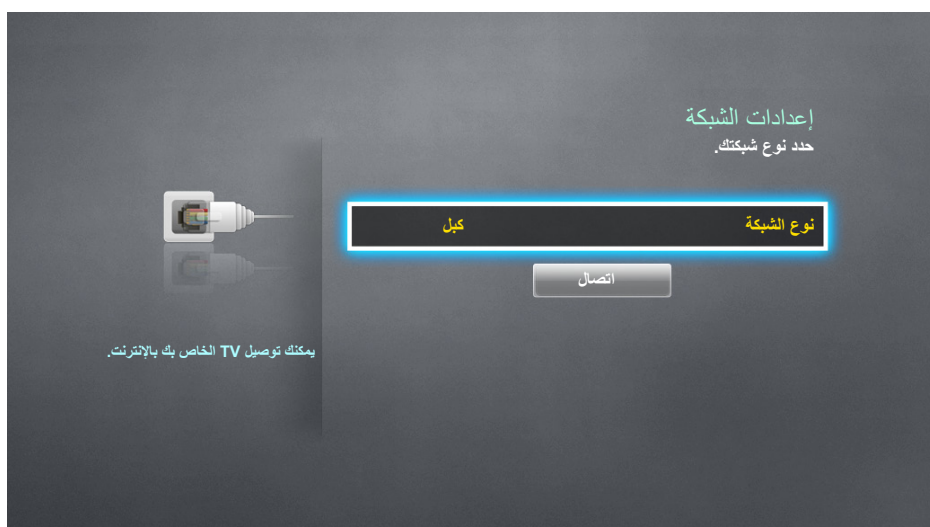 إعدادات الشبكة
حدد نوع شبكتك.
نوع الشبكة كبل
اتصال
يمكنك توصيل TV الخاص بك بالإنترنت.